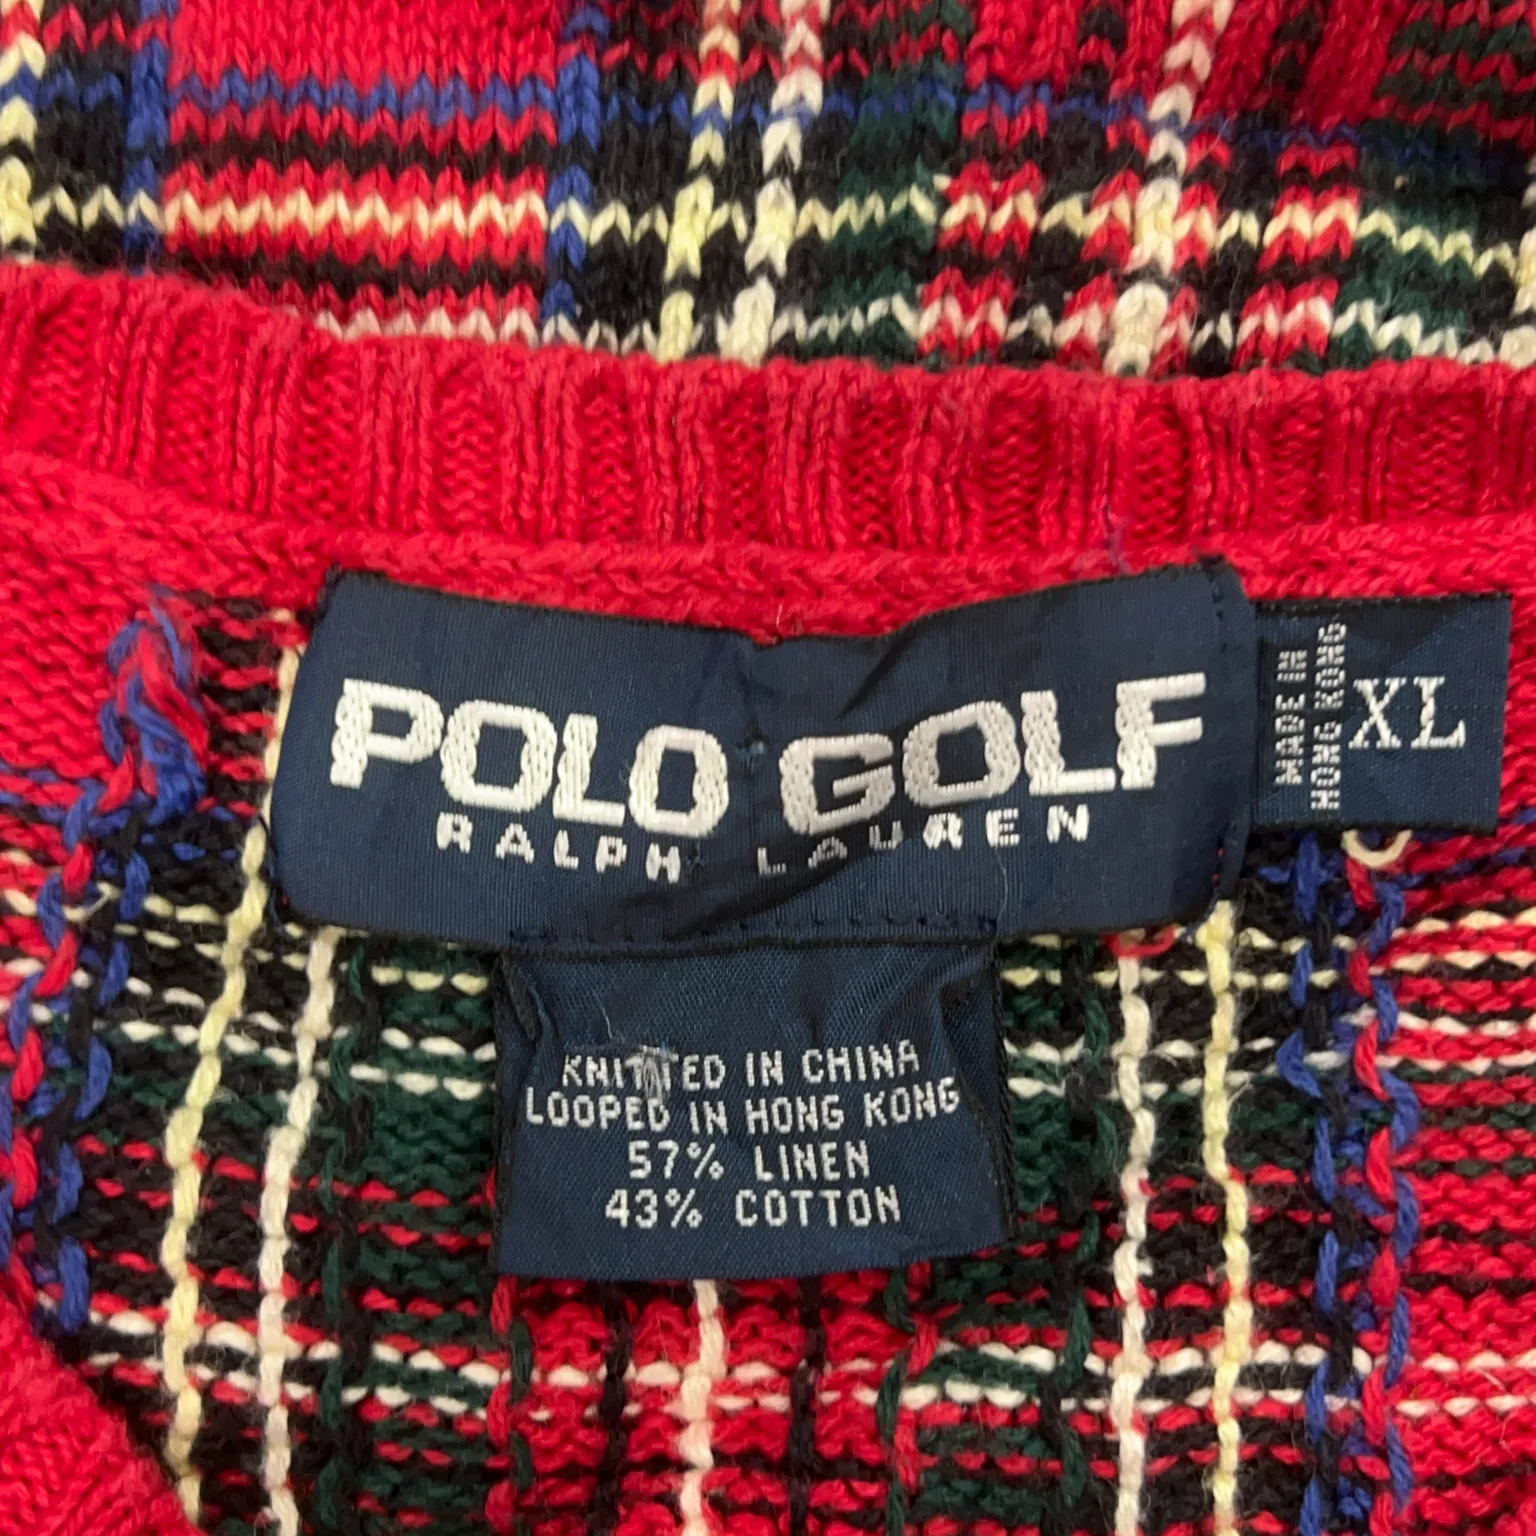 POLO GOLF
RALPH LAUREN
MADE IN
HONG KONG
XL
KNITTED IN CHINA
LOOPED IN HONG KONG
57% LINEN
43% COTTON